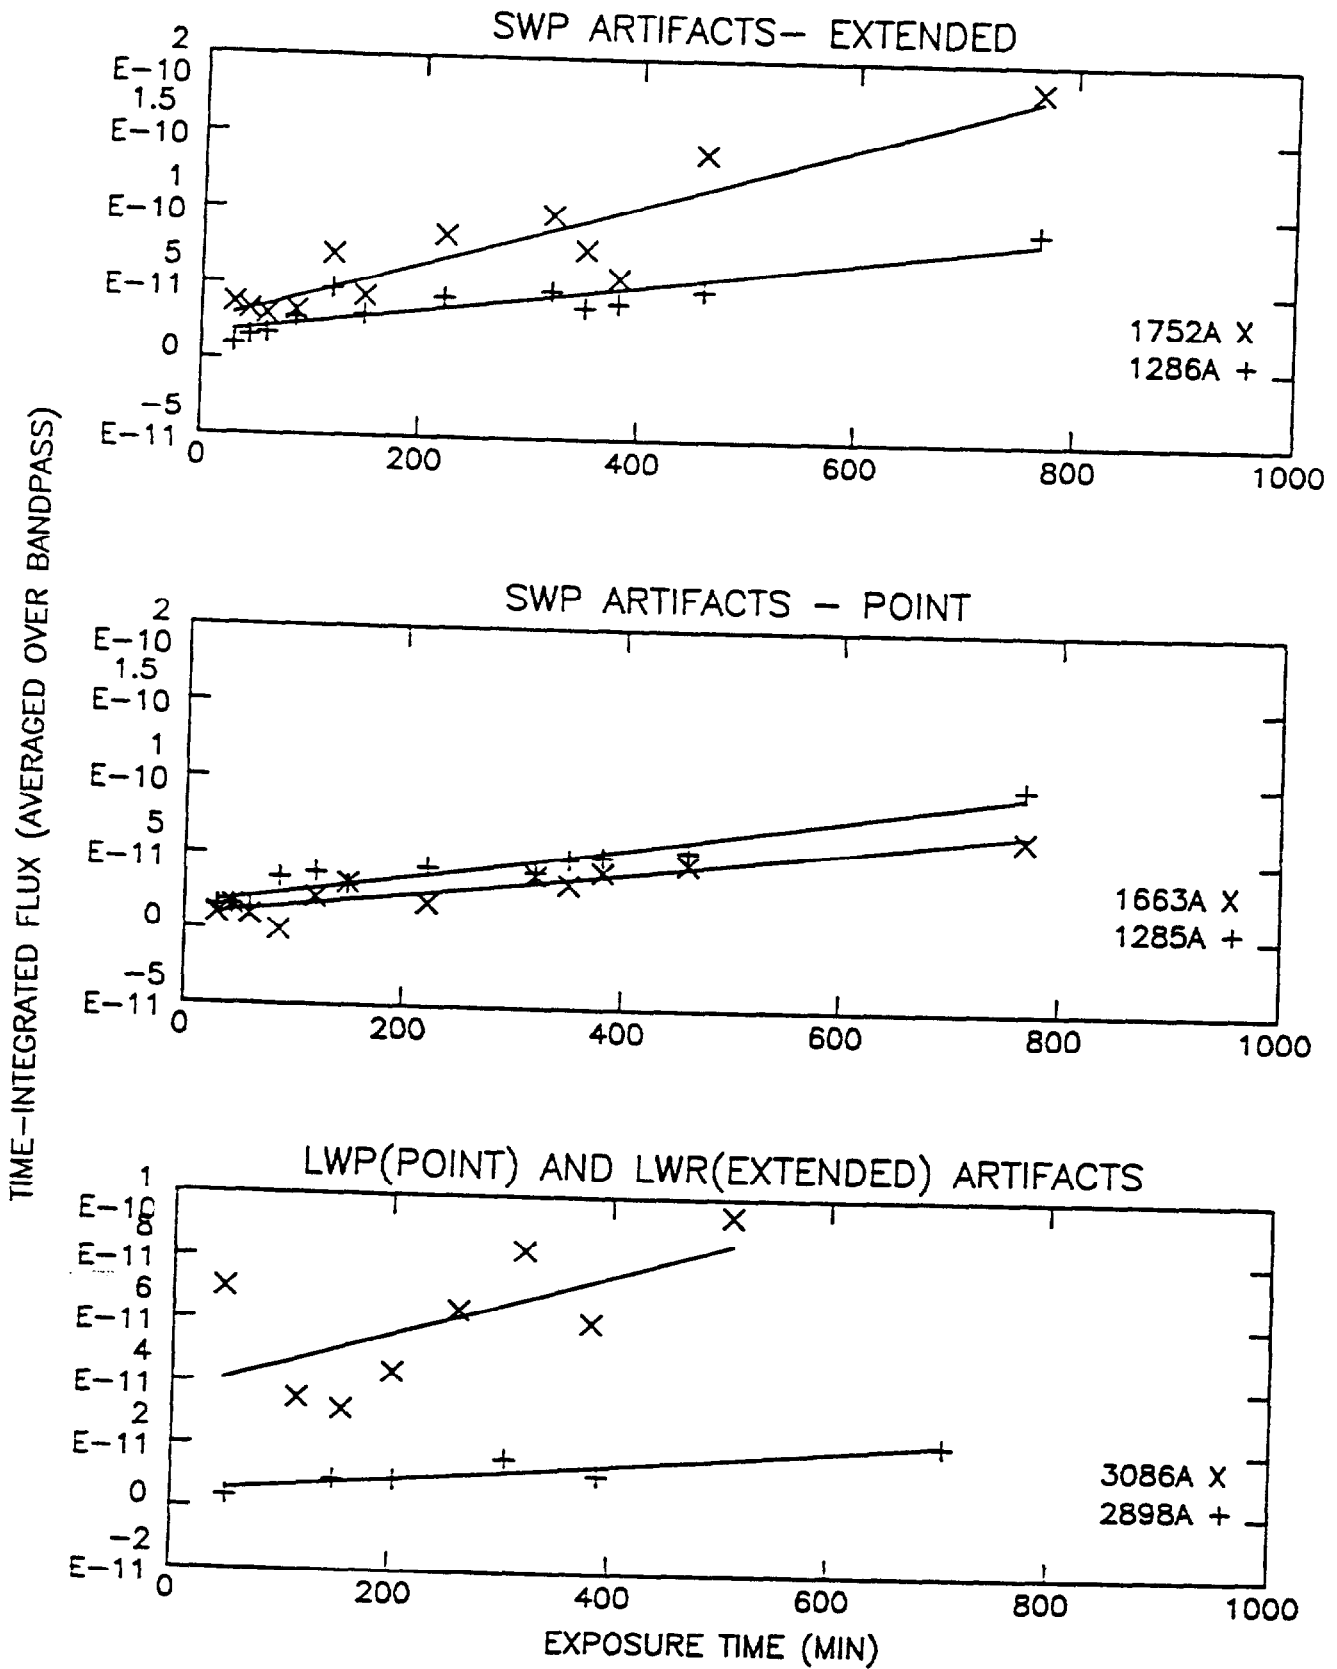 SWP ARTIFACTS— EXTENDED
2
E−10
1.5
E−10
1
E−10
5
E−11
0
−5
E−11
1752A X
1286A +
0 200 400 600 800 1000
TIME−INTEGRATED FLUX (AVERAGED OVER BANDPASS)
SWP ARTIFACTS — POINT
2
E−10
1.5
E−10
1
E−10
5
E−11
0
−5
E−11
1663A X
1285A +
0 200 400 600 800 1000
LWP(POINT) AND LWR(EXTENDED) ARTIFACTS
1
E−10
8
E−11
6
E−11
4
E−11
2
E−11
0
−2
E−11
3086A X
2898A +
0 200 400 600 800 1000
EXPOSURE TIME (MIN)